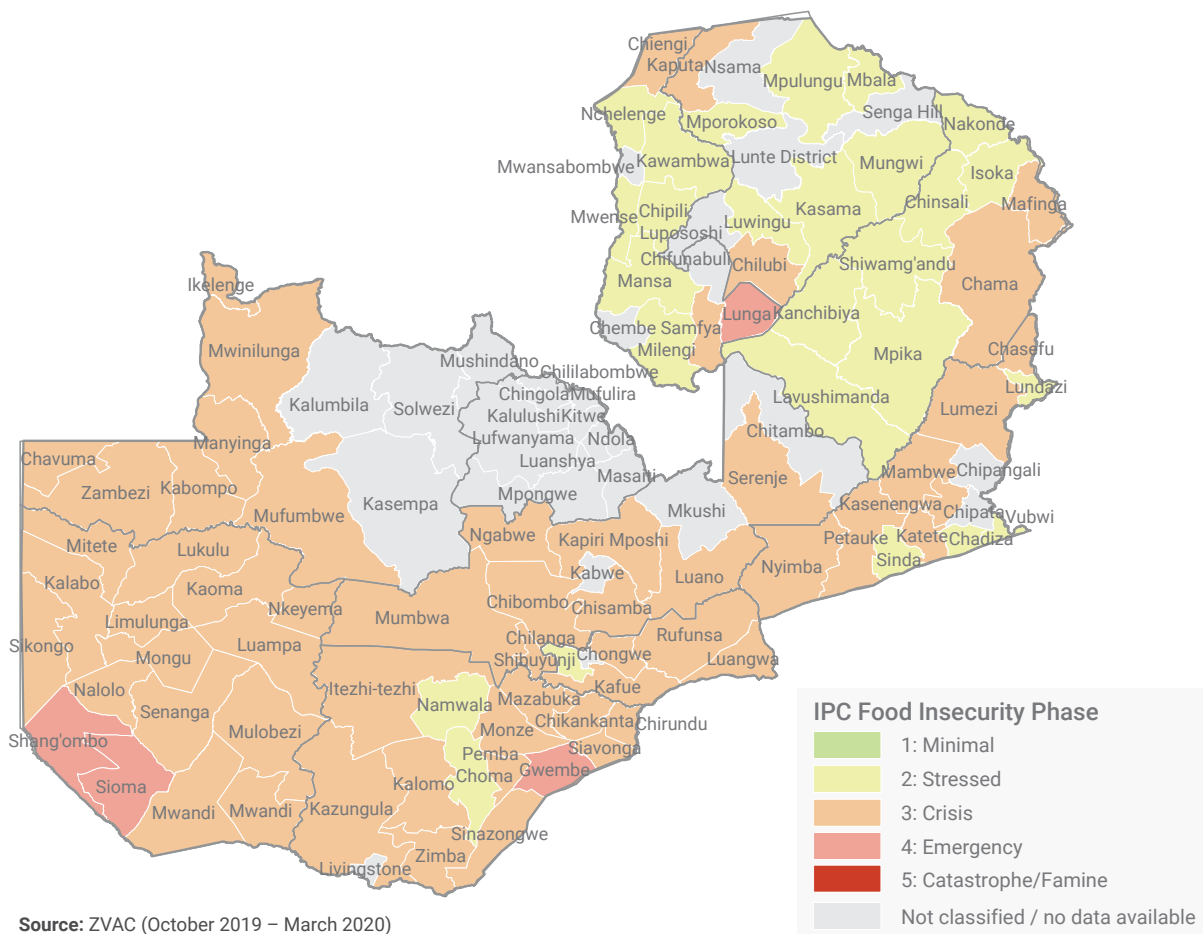 Chiengi
Kaputa
Nsama
Mpulungu
Mbala
Senga Hill
Nchelenge
Mporokoso
Nakonde
Mwansabombwe
Kawambwa
Lunte District
Mungwi
Isoka
Mwense
Chipili
Luwingu
Kasama
Chinsali
Mafinga
Lupososhi
Chifunabuli
Chilubi
Shiwamg'andu
Mansa
Chama
Ikelenge
Lunga
Kanchibiya
Chembe
Samfya
Milengi
Mwinilunga
Mushindano
Mpika
Chasefu
Chililabombwe
Kalumbila
Solwezi
Chingola
Mufulira
Lavushimanda
Lundazi
Kalulushi
Kitwe
Chitambo
Lumezi
Manyinga
Lufwanyama
Ndola
Chavuma
Luanshya
Masaiti
Serenje
Mambwe
Chipangali
Zambezi
Kabompo
Kasempa
Mpongwe
Mkushi
Kasenengwa
Chipata
Vubwi
Mufumbwe
Ngabwe
Kapiri Mposhi
Petauke
Katete
Chadiza
Mitete
Lukulu
Sinda
Kalabo
Kaoma
Kabwe
Luano
Nyimba
Nkeyema
Chibombo
Chisamba
Limulunga
Mumbwa
Sikongo
Luampa
Chilanga
Rufunsa
Mongu
Shibuyunji
Chongwe
Luangwa
Nalolo
Itezhi-tezhi
Kafue
Senanga
Namwala
Mazabuka
Mulobezi
Monze
Chikankanta
Chirundu
Shang'ombo
Pemba
Siavonga
Sioma
Kalomo
Choma
Gwembe
Mwandi
Mwandi
Kazungula
Sinazongwe
Livingstone
Zimba
IPC Food Insecurity Phase
1: Minimal
2: Stressed
3: Crisis
4: Emergency
5: Catastrophe/Famine
Not classified / no data available
Source: ZVAC (October 2019 – March 2020)